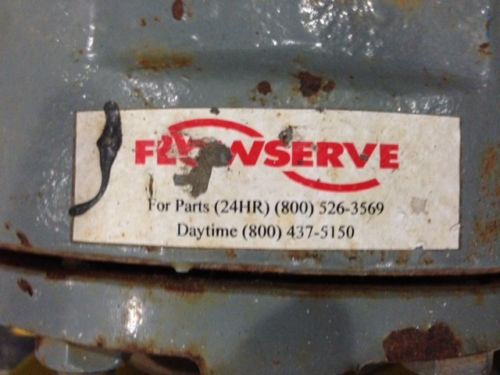 FLOWSERVE
For Parts (24HR) (800) 526-3569
Daytime (800) 437-5150